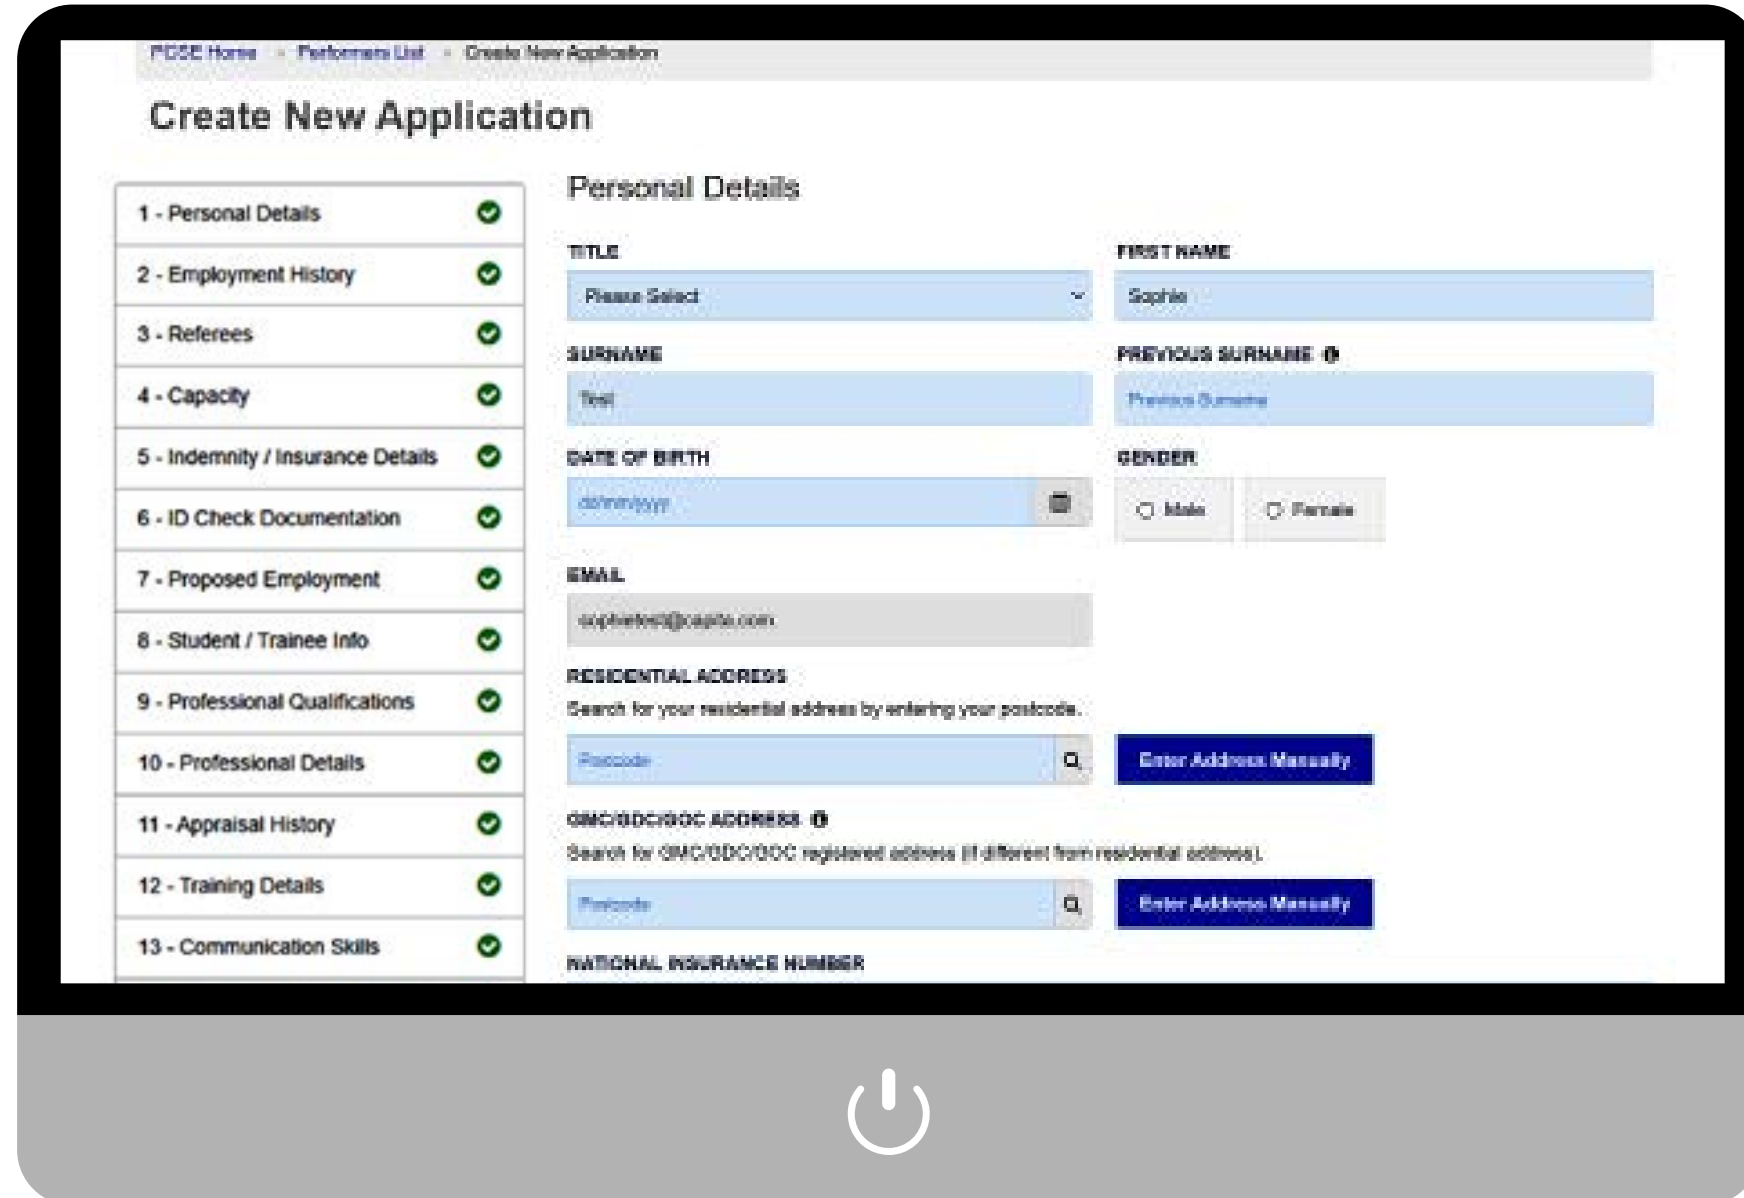 PCSE Home
Performers List
Create New Application
Create New Application
1 - Personal Details
2 - Employment History
3 - Referees
4 - Capacity
5 - Indemnity / Insurance Details
6 - ID Check Documentation
7 - Proposed Employment
8 - Student / Trainee Info
9 - Professional Qualifications
10 - Professional Details
11 - Appraisal History
12 - Training Details
13 - Communication Skills
Personal Details
TITLE
Please Select
FIRST NAME
Sophie
SURNAME
Test
PREVIOUS SURNAME
Previous Surname
DATE OF BIRTH
dd/mm/yyyy
GENDER
Male
Female
EMAIL
sophietest@capita.com
RESIDENTIAL ADDRESS
Search for your residential address by entering your postcode.
Postcode
Enter Address Manually
GMC/GDC/GOC ADDRESS
Search for GMC/GDC/GOC registered address (if different from residential address).
Postcode
Enter Address Manually
NATIONAL INSURANCE NUMBER